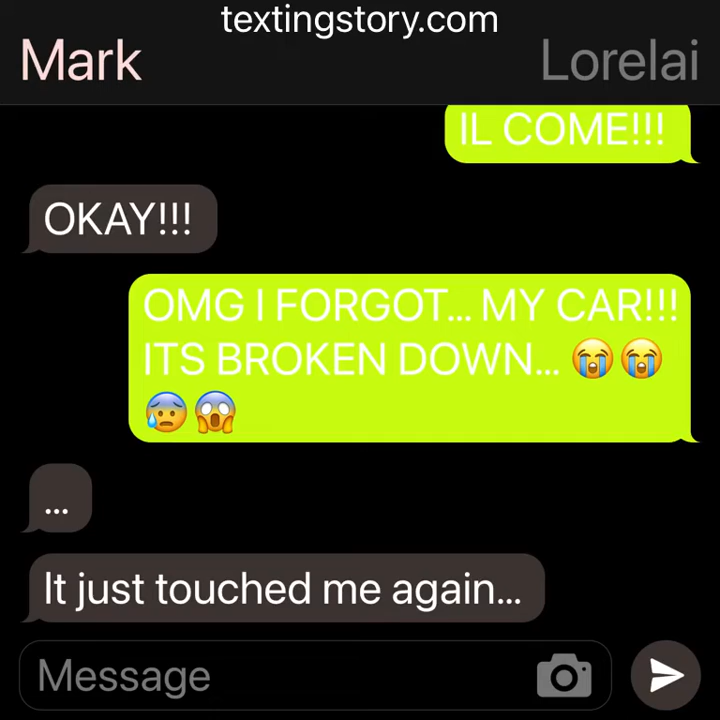 textingstory.com
Mark
Lorelai
IL COME!!!
OKAY!!!
OMG I FORGOT... MY CAR!!!
ITS BROKEN DOWN... 😭😭
😰😱
...
It just touched me again...
Message